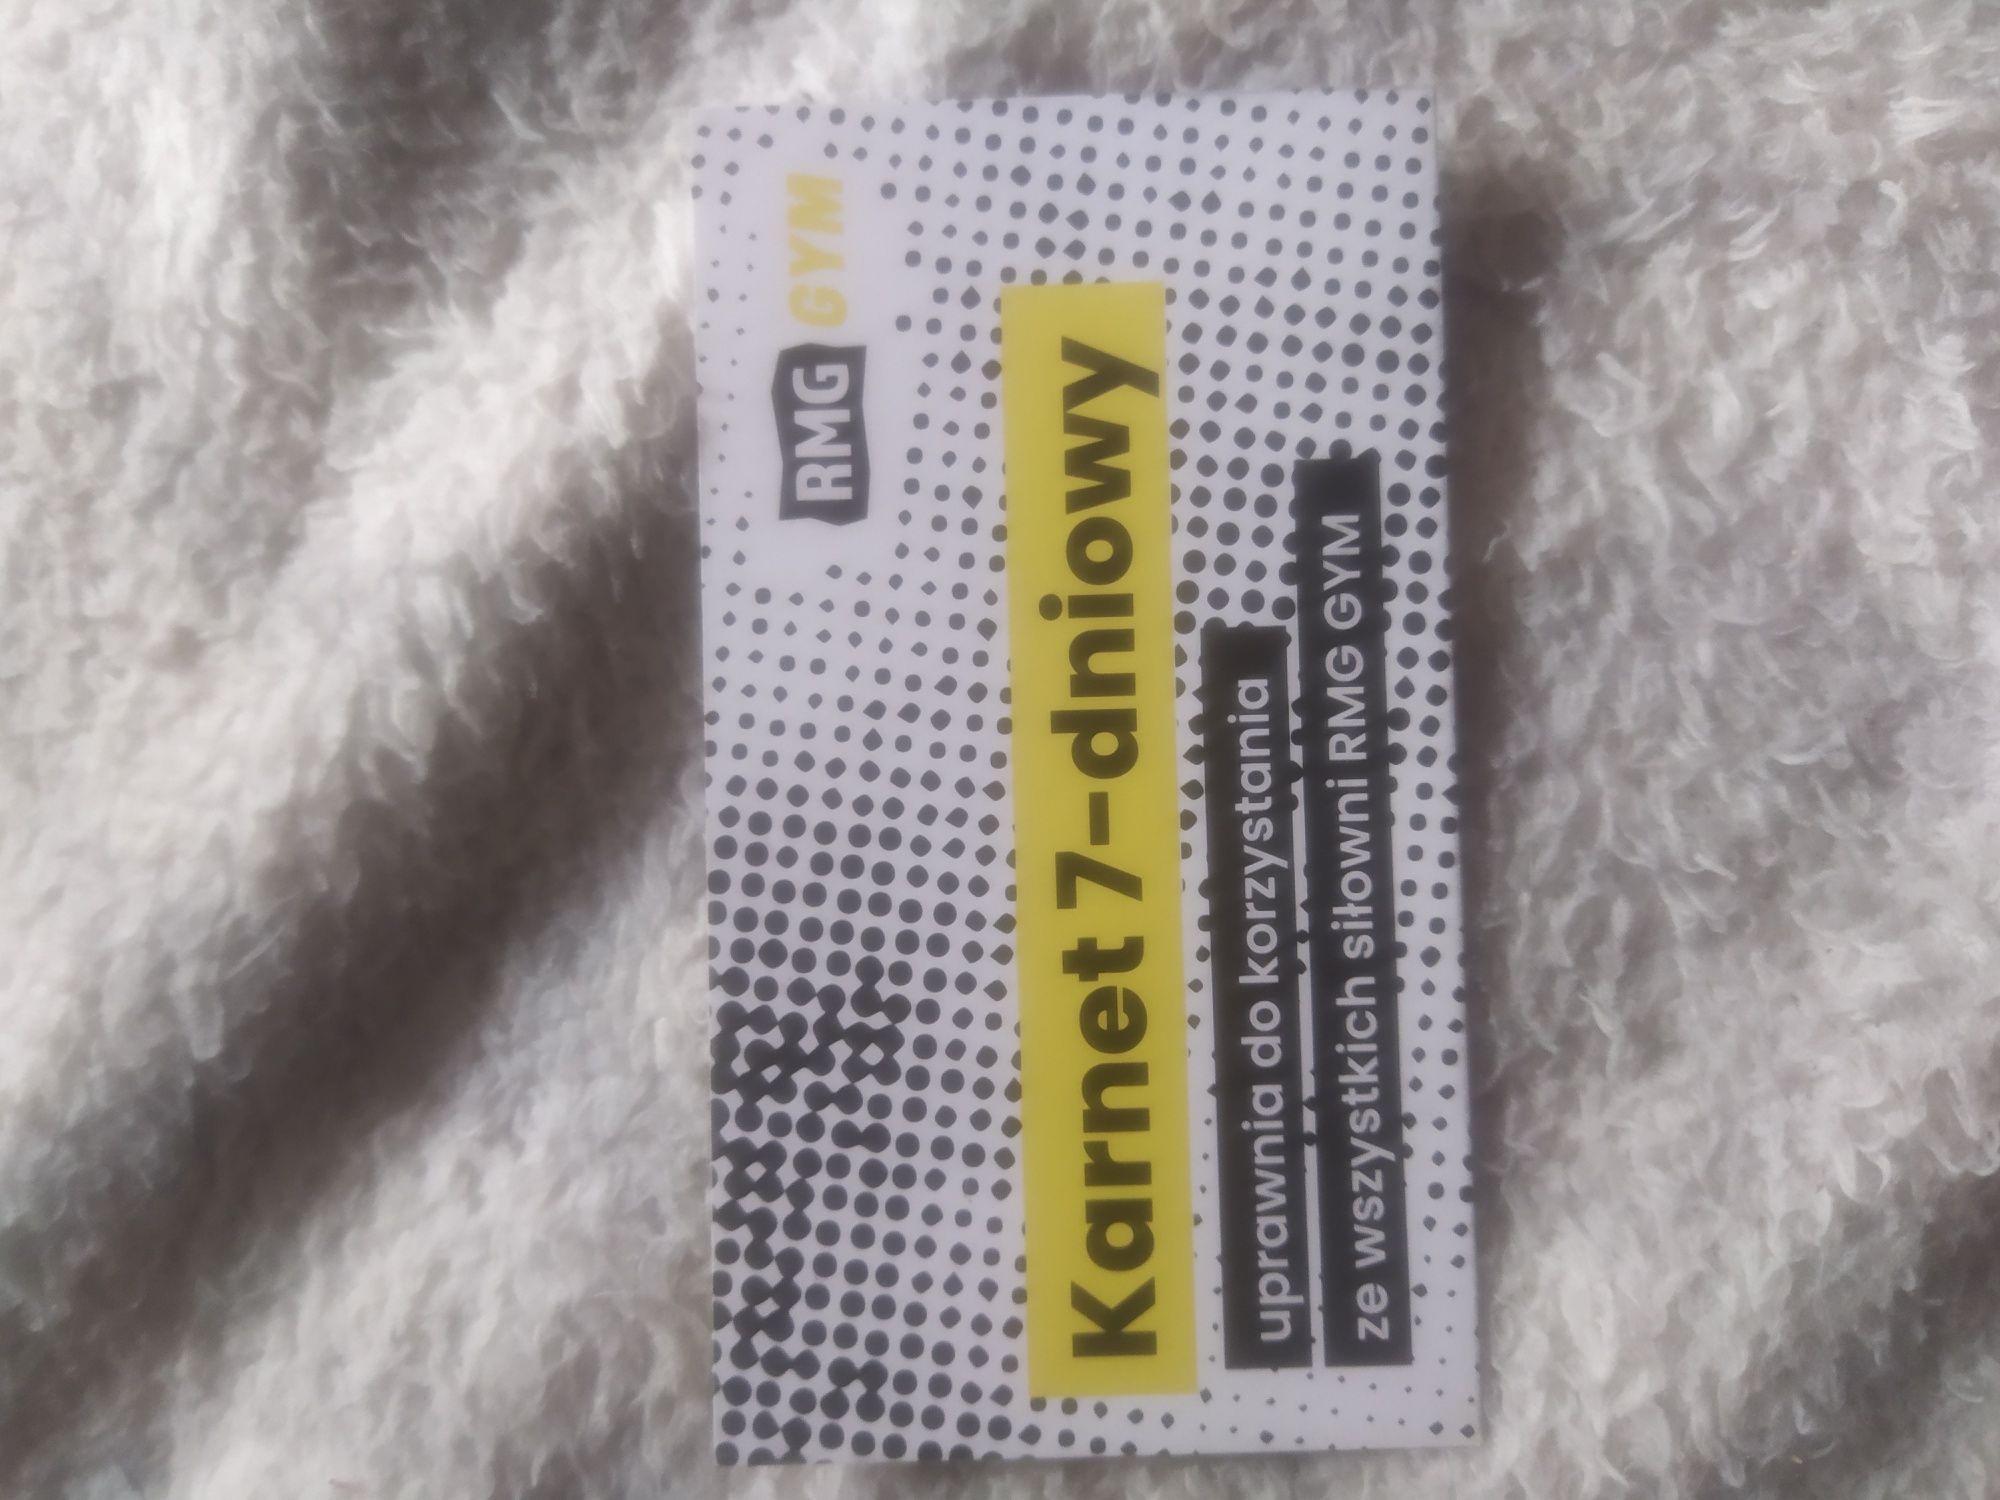 RMG GYM
Karnet 7-dniowy
uprawnia do korzystania
ze wszystkich siłowni RMG GYM